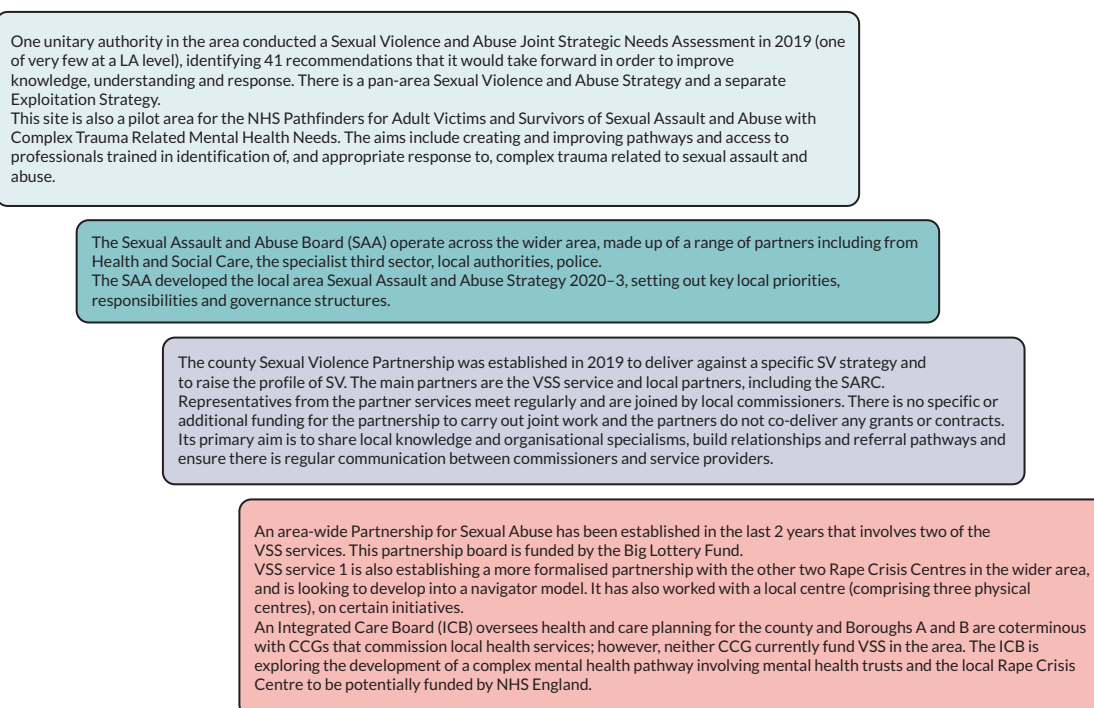 One unitary authority in the area conducted a Sexual Violence and Abuse Joint Strategic Needs Assessment in 2019 (one
of very few at a LA level), identifying 41 recommendations that it would take forward in order to improve
knowledge, understanding and response. There is a pan-area Sexual Violence and Abuse Strategy and a separate
Exploitation Strategy.
This site is also a pilot area for the NHS Pathfinders for Adult Victims and Survivors of Sexual Assault and Abuse with
Complex Trauma Related Mental Health Needs. The aims include creating and improving pathways and access to
professionals trained in identification of, and appropriate response to, complex trauma related to sexual assault and
abuse.
The Sexual Assault and Abuse Board (SAA) operate across the wider area, made up of a range of partners including from
Health and Social Care, the specialist third sector, local authorities, police.
The SAA developed the local area Sexual Assault and Abuse Strategy 2020–3, setting out key local priorities,
responsibilities and governance structures.
The county Sexual Violence Partnership was established in 2019 to deliver against a specific SV strategy and
to raise the profile of SV. The main partners are the VSS service and local partners, including the SARC.
Representatives from the partner services meet regularly and are joined by local commissioners. There is no specific or
additional funding for the partnership to carry out joint work and the partners do not co-deliver any grants or contracts.
Its primary aim is to share local knowledge and organisational specialisms, build relationships and referral pathways and
ensure there is regular communication between commissioners and service providers.
An area-wide Partnership for Sexual Abuse has been established in the last 2 years that involves two of the
VSS services. This partnership board is funded by the Big Lottery Fund.
VSS service 1 is also establishing a more formalised partnership with the other two Rape Crisis Centres in the wider area,
and is looking to develop into a navigator model. It has also worked with a local centre (comprising three physical
centres), on certain initiatives.
An Integrated Care Board (ICB) oversees health and care planning for the county and Boroughs A and B are coterminous
with CCGs that commission local health services; however, neither CCG currently fund VSS in the area. The ICB is
exploring the development of a complex mental health pathway involving mental health trusts and the local Rape Crisis
Centre to be potentially funded by NHS England.